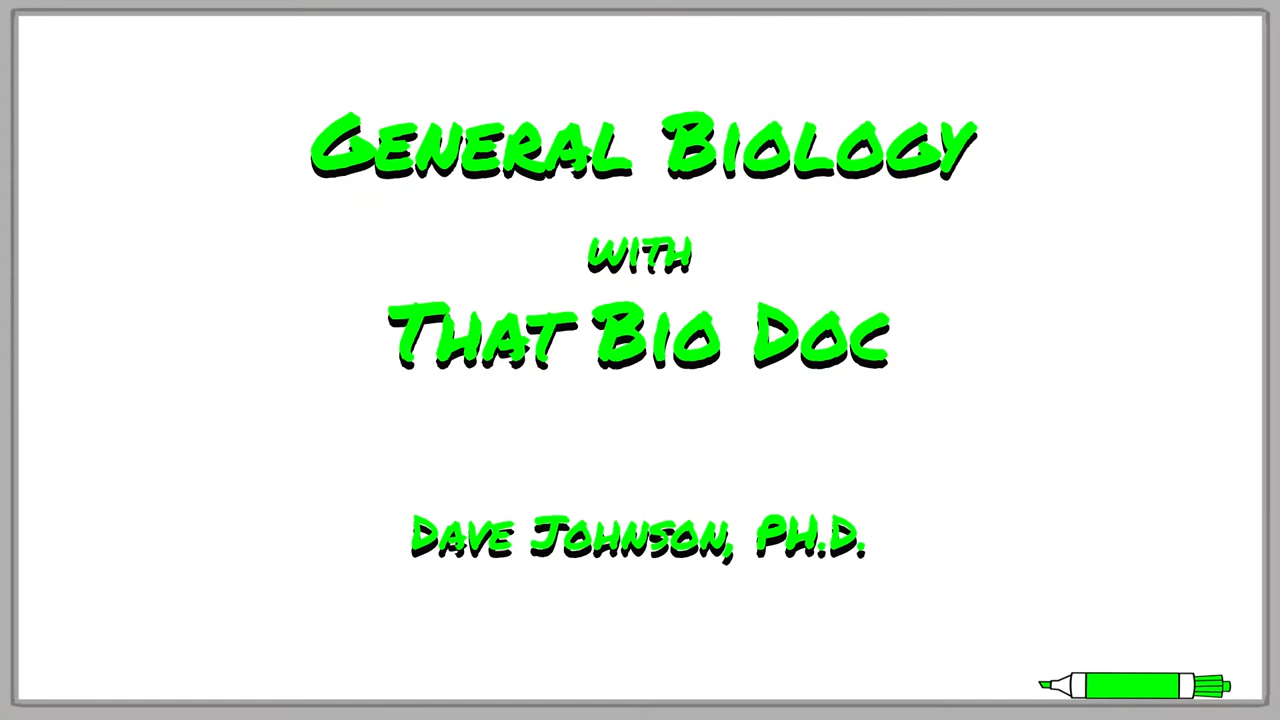 General Biology
with
That Bio Doc
Dave Johnson, PH.D.